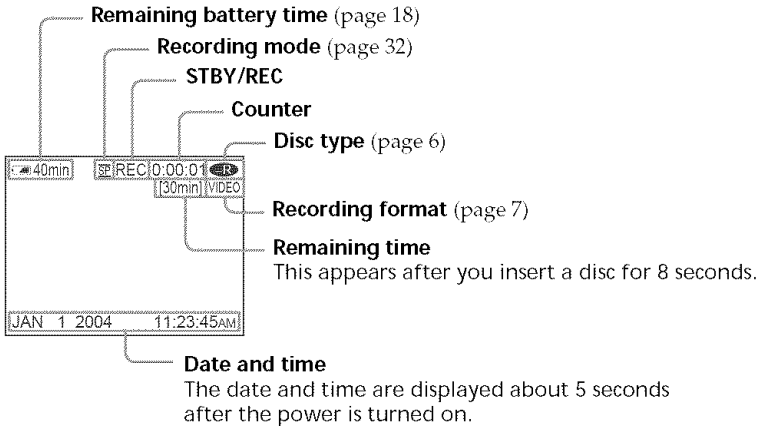 Remaining battery time (page 18)
Recording mode (page 32)
STBY/REC
Counter
Disc type (page 6)
40min SP REC 0:00:01 R
[30min] VIDEO
Recording format (page 7)
Remaining time
This appears after you insert a disc for 8 seconds.
JAN 1 2004 11:23:45AM
Date and time
The date and time are displayed about 5 seconds
after the power is turned on.